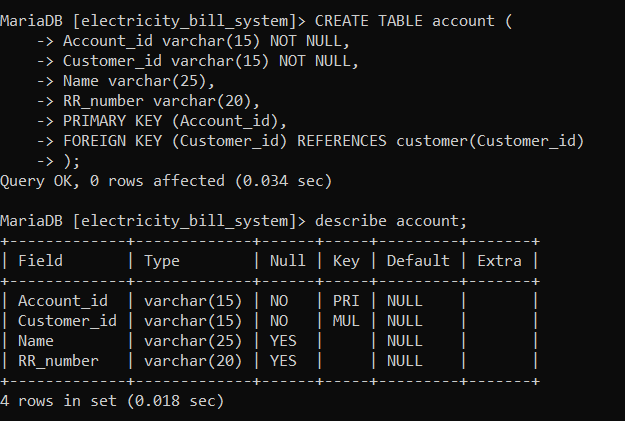 MariaDB [electricity_bill_system]> CREATE TABLE account (
    -> Account_id varchar(15) NOT NULL,
    -> Customer_id varchar(15) NOT NULL,
    -> Name varchar(25),
    -> RR_number varchar(20),
    -> PRIMARY KEY (Account_id),
    -> FOREIGN KEY (Customer_id) REFERENCES customer(Customer_id)
    -> );
Query OK, 0 rows affected (0.034 sec)
MariaDB [electricity_bill_system]> describe account;
+-------------+-------------+------+-----+---------+-------+
| Field       | Type        | Null | Key | Default | Extra |
+-------------+-------------+------+-----+---------+-------+
| Account_id  | varchar(15) | NO   | PRI | NULL    |       |
| Customer_id | varchar(15) | NO   | MUL | NULL    |       |
| Name        | varchar(25) | YES  |     | NULL    |       |
| RR_number   | varchar(20) | YES  |     | NULL    |       |
+-------------+-------------+------+-----+---------+-------+
4 rows in set (0.018 sec)